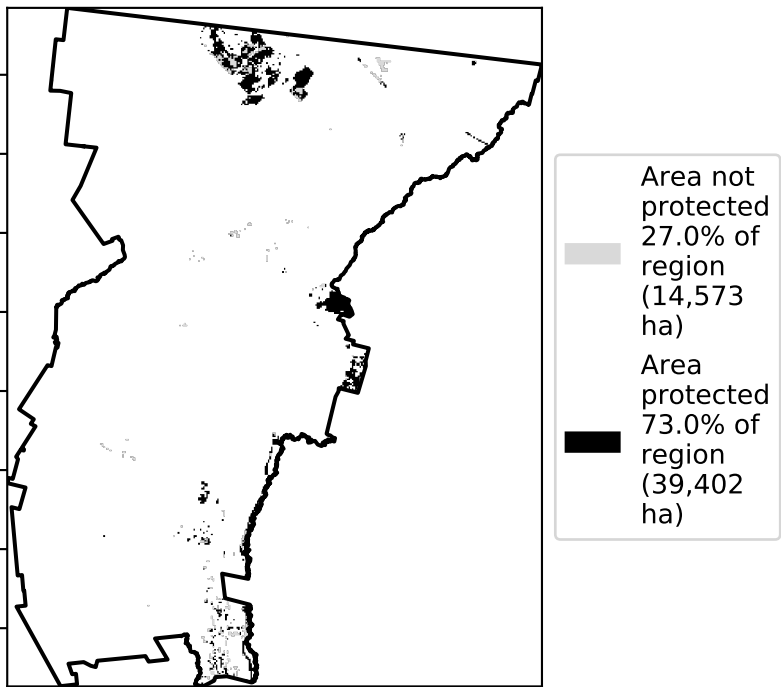 Area not
protected
27.0% of
region
(14,573
ha)
Area
protected
73.0% of
region
(39,402
ha)